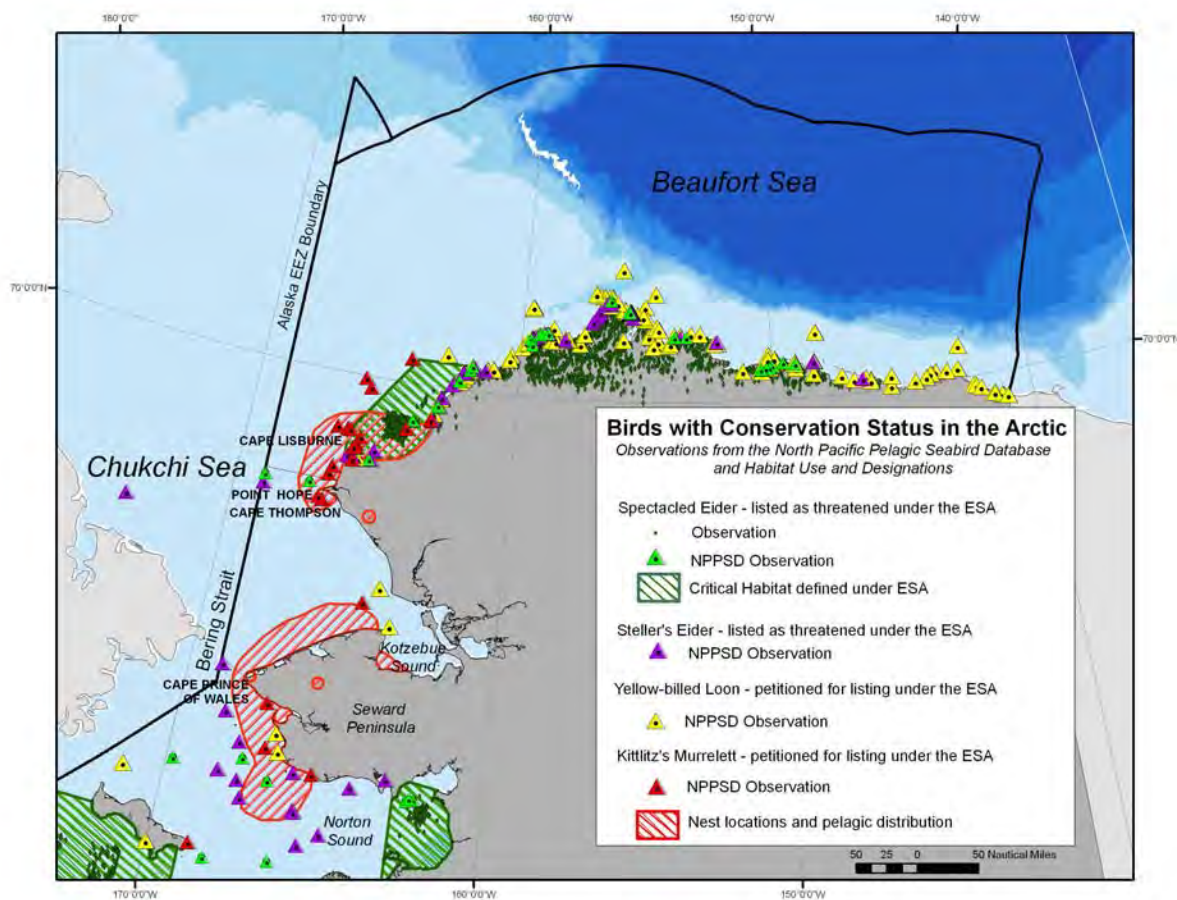 180°0'0"
170°0'0"W
160°0'0"W
150°0'0"W
140°0'0"W
Beaufort Sea
Alaska EEZ Boundary
70°0'0"N
70°0'0"N
CAPE LISBURNE
Chukchi Sea
POINT HOPE
CAPE THOMPSON
Bering Strait
Kotzebue
Sound
CAPE PRINCE
OF WALES
Seward
Peninsula
Norton
Sound
Birds with Conservation Status in the Arctic
Observations from the North Pacific Pelagic Seabird Database
and Habitat Use and Designations
Spectacled Eider - listed as threatened under the ESA
Observation
NPPSD Observation
Critical Habitat defined under ESA
Steller's Eider - listed as threatened under the ESA
NPPSD Observation
Yellow-billed Loon - petitioned for listing under the ESA
NPPSD Observation
Kittlitz's Murrelett - petitioned for listing under the ESA
NPPSD Observation
Nest locations and pelagic distribution
50 25 0 50 Nautical Miles
170°0'0"W
160°0'0"W
150°0'0"W